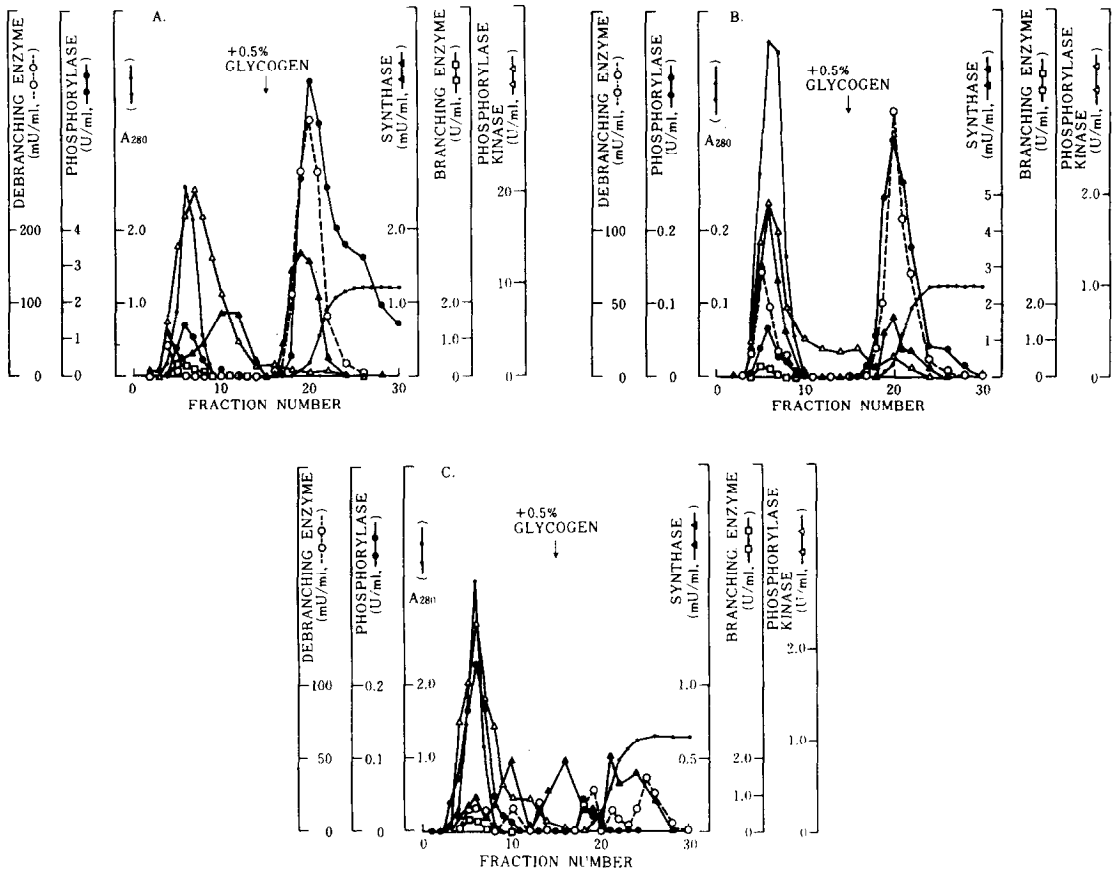 A.
DEBRANCHING ENZYME
(mU/ml, --○--○--)
200
100
0
PHOSPHORYLASE
(U/ml, ●—●)
4
3
2
1
0
A280
2.0
1.0
0
+0.5%
GLYCOGEN
SYNTHASE
(mU/ml, ▲—▲)
2.0
1.0
0
BRANCHING ENZYME
(U/ml, □—□)
2.0
1.0
0
PHOSPHORYLASE
KINASE
(U/ml, △—△)
20
10
0
10
20
30
FRACTION NUMBER
B.
DEBRANCHING ENZYME
(mU/ml, --○--○--)
100
50
0
PHOSPHORYLASE
(U/ml, ●—●)
0.2
0.1
0
A280
0.2
0.1
0
+0.5%
GLYCOGEN
SYNTHASE
(mU/ml, ▲—▲)
5
4
3
2
1
0
BRANCHING ENZYME
(U/ml, □—□)
2.0
1.0
0
PHOSPHORYLASE
KINASE
(U/ml, △—△)
2.0
1.0
0
10
20
30
FRACTION NUMBER
C.
DEBRANCHING ENZYME
(mU/ml, --○--○--)
100
50
0
PHOSPHORYLASE
(U/ml, ●—●)
0.2
0.1
0
A280
2.0
1.0
+0.5%
GLYCOGEN
SYNTHASE
(mU/ml, ▲—▲)
1.0
0.5
0
BRANCHING ENZYME
(U/ml, □—□)
2.0
1.0
0
PHOSPHORYLASE
KINASE
(U/ml, △—△)
2.0
1.0
0
0
10
20
30
FRACTION NUMBER